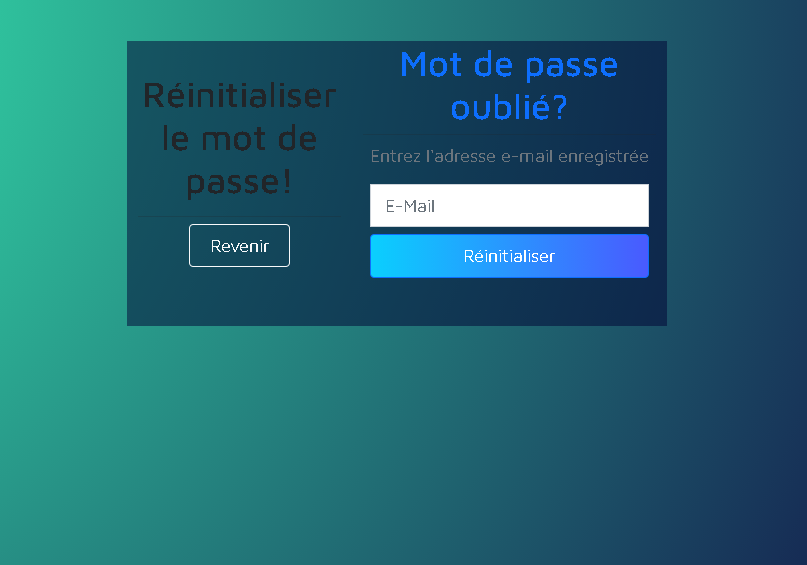 Réinitialiser
le mot de
passe!
Revenir
Mot de passe
oublié?
Entrez l'adresse e-mail enregistrée
E-Mail
Réinitialiser